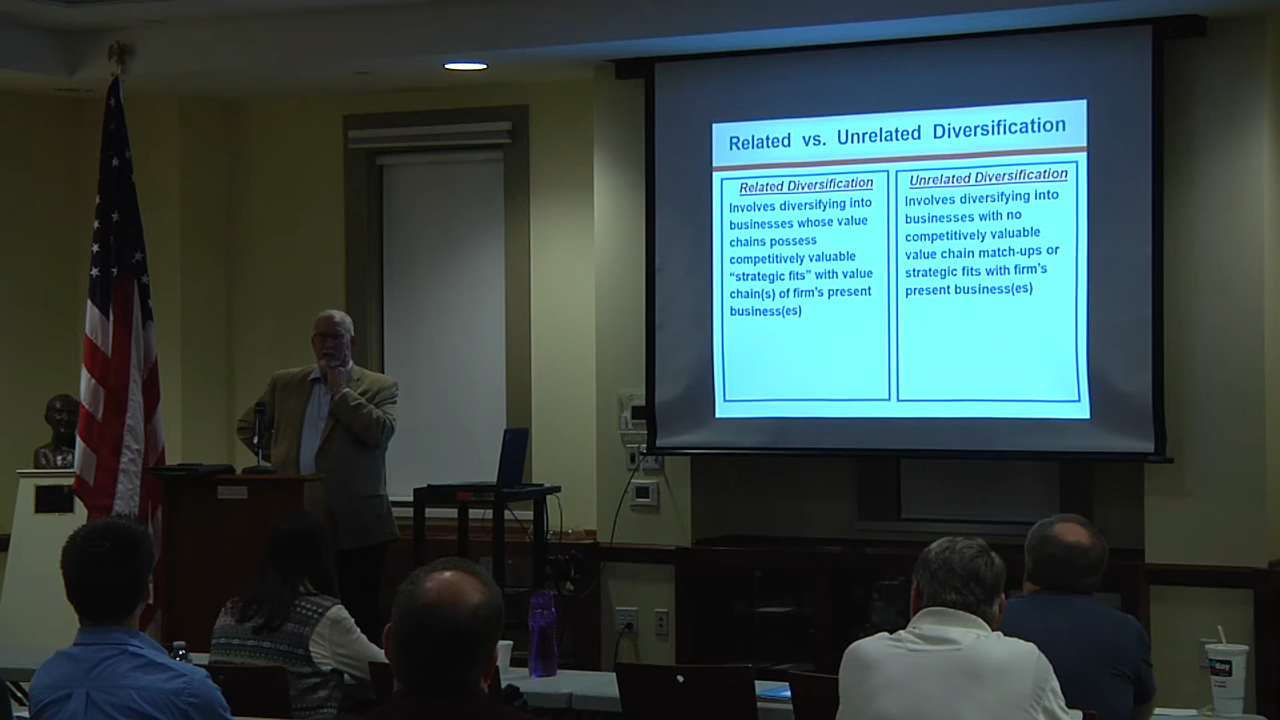 Related vs. Unrelated Diversification
Related Diversification
Involves diversifying into
businesses whose value
chains possess
competitively valuable
“strategic fits” with value
chain(s) of firm's present
business(es)
Unrelated Diversification
Involves diversifying into
businesses with no
competitively valuable
value chain match-ups or
strategic fits with firm's
present business(es)